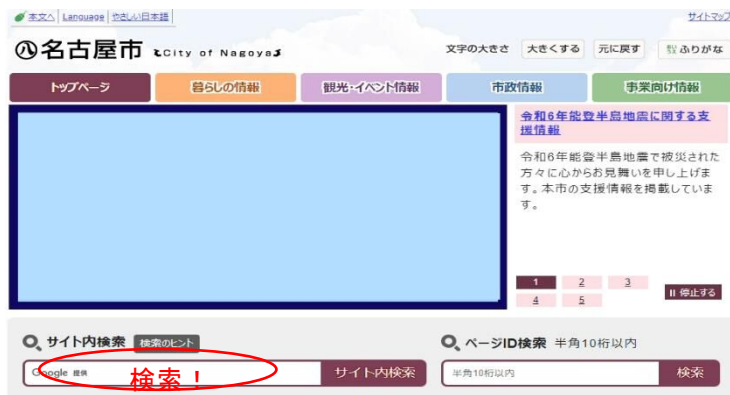 本文へ Language やさしい日本語 サイトマップ
名古屋市 City of Nagoya 文字の大きさ 大きくする 元に戻す ふりがな
トップページ 暮らしの情報 観光・イベント情報 市政情報 事業向け情報
令和6年能登半島地震に関する支
援情報
令和6年能登半島地震で被災された
方々に心からお見舞いを申し上げま
す。本市の支援情報を掲載していま
す。
1 2 3
4 5 停止する
サイト内検索 検索のヒント ページID検索 半角10桁以内
Google 提供 検索! サイト内検索 半角10桁以内 検索